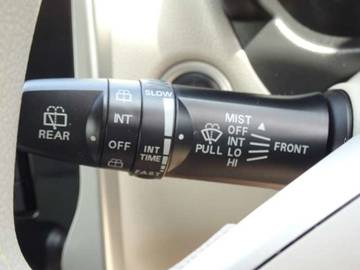 REAR
INT
OFF
SLOW
INT
TIME
FAST
PULL
MIST
OFF
INT
LO
HI
FRONT